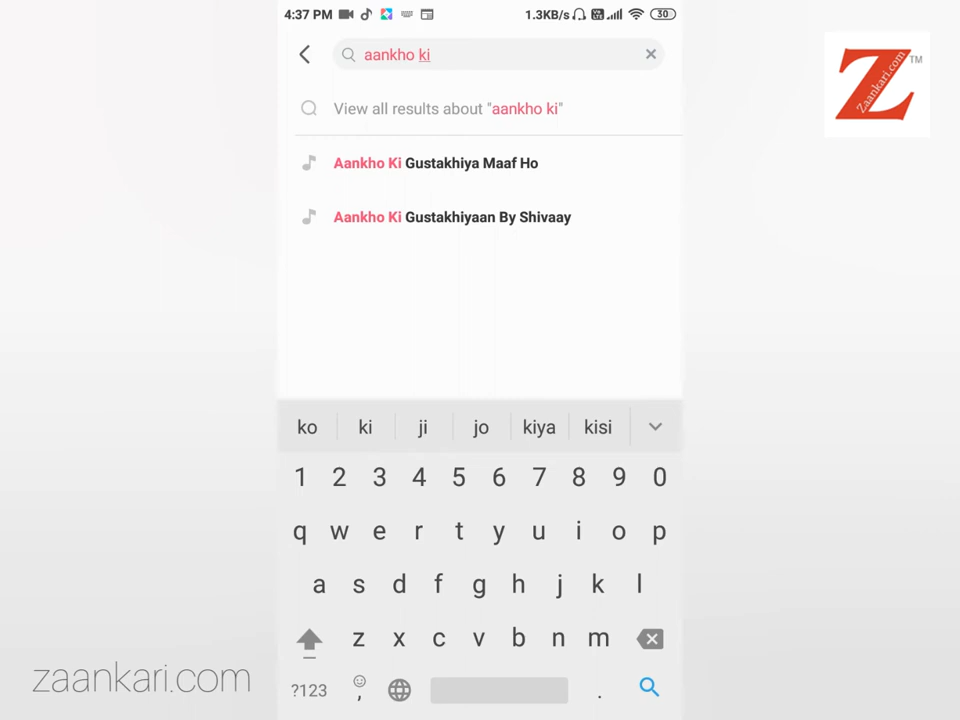 4:37 PM
1.3KB/s
30
aankho ki
Zaankari.com
TM
View all results about "aankho ki"
Aankho Ki Gustakhiya Maaf Ho
Aankho Ki Gustakhiyaan By Shivaay
ko ki ji jo kiya kisi
1 2 3 4 5 6 7 8 9 0
q w e r t y u i o p
a s d f g h j k l
z x c v b n m
?123 , .
zaankari.com